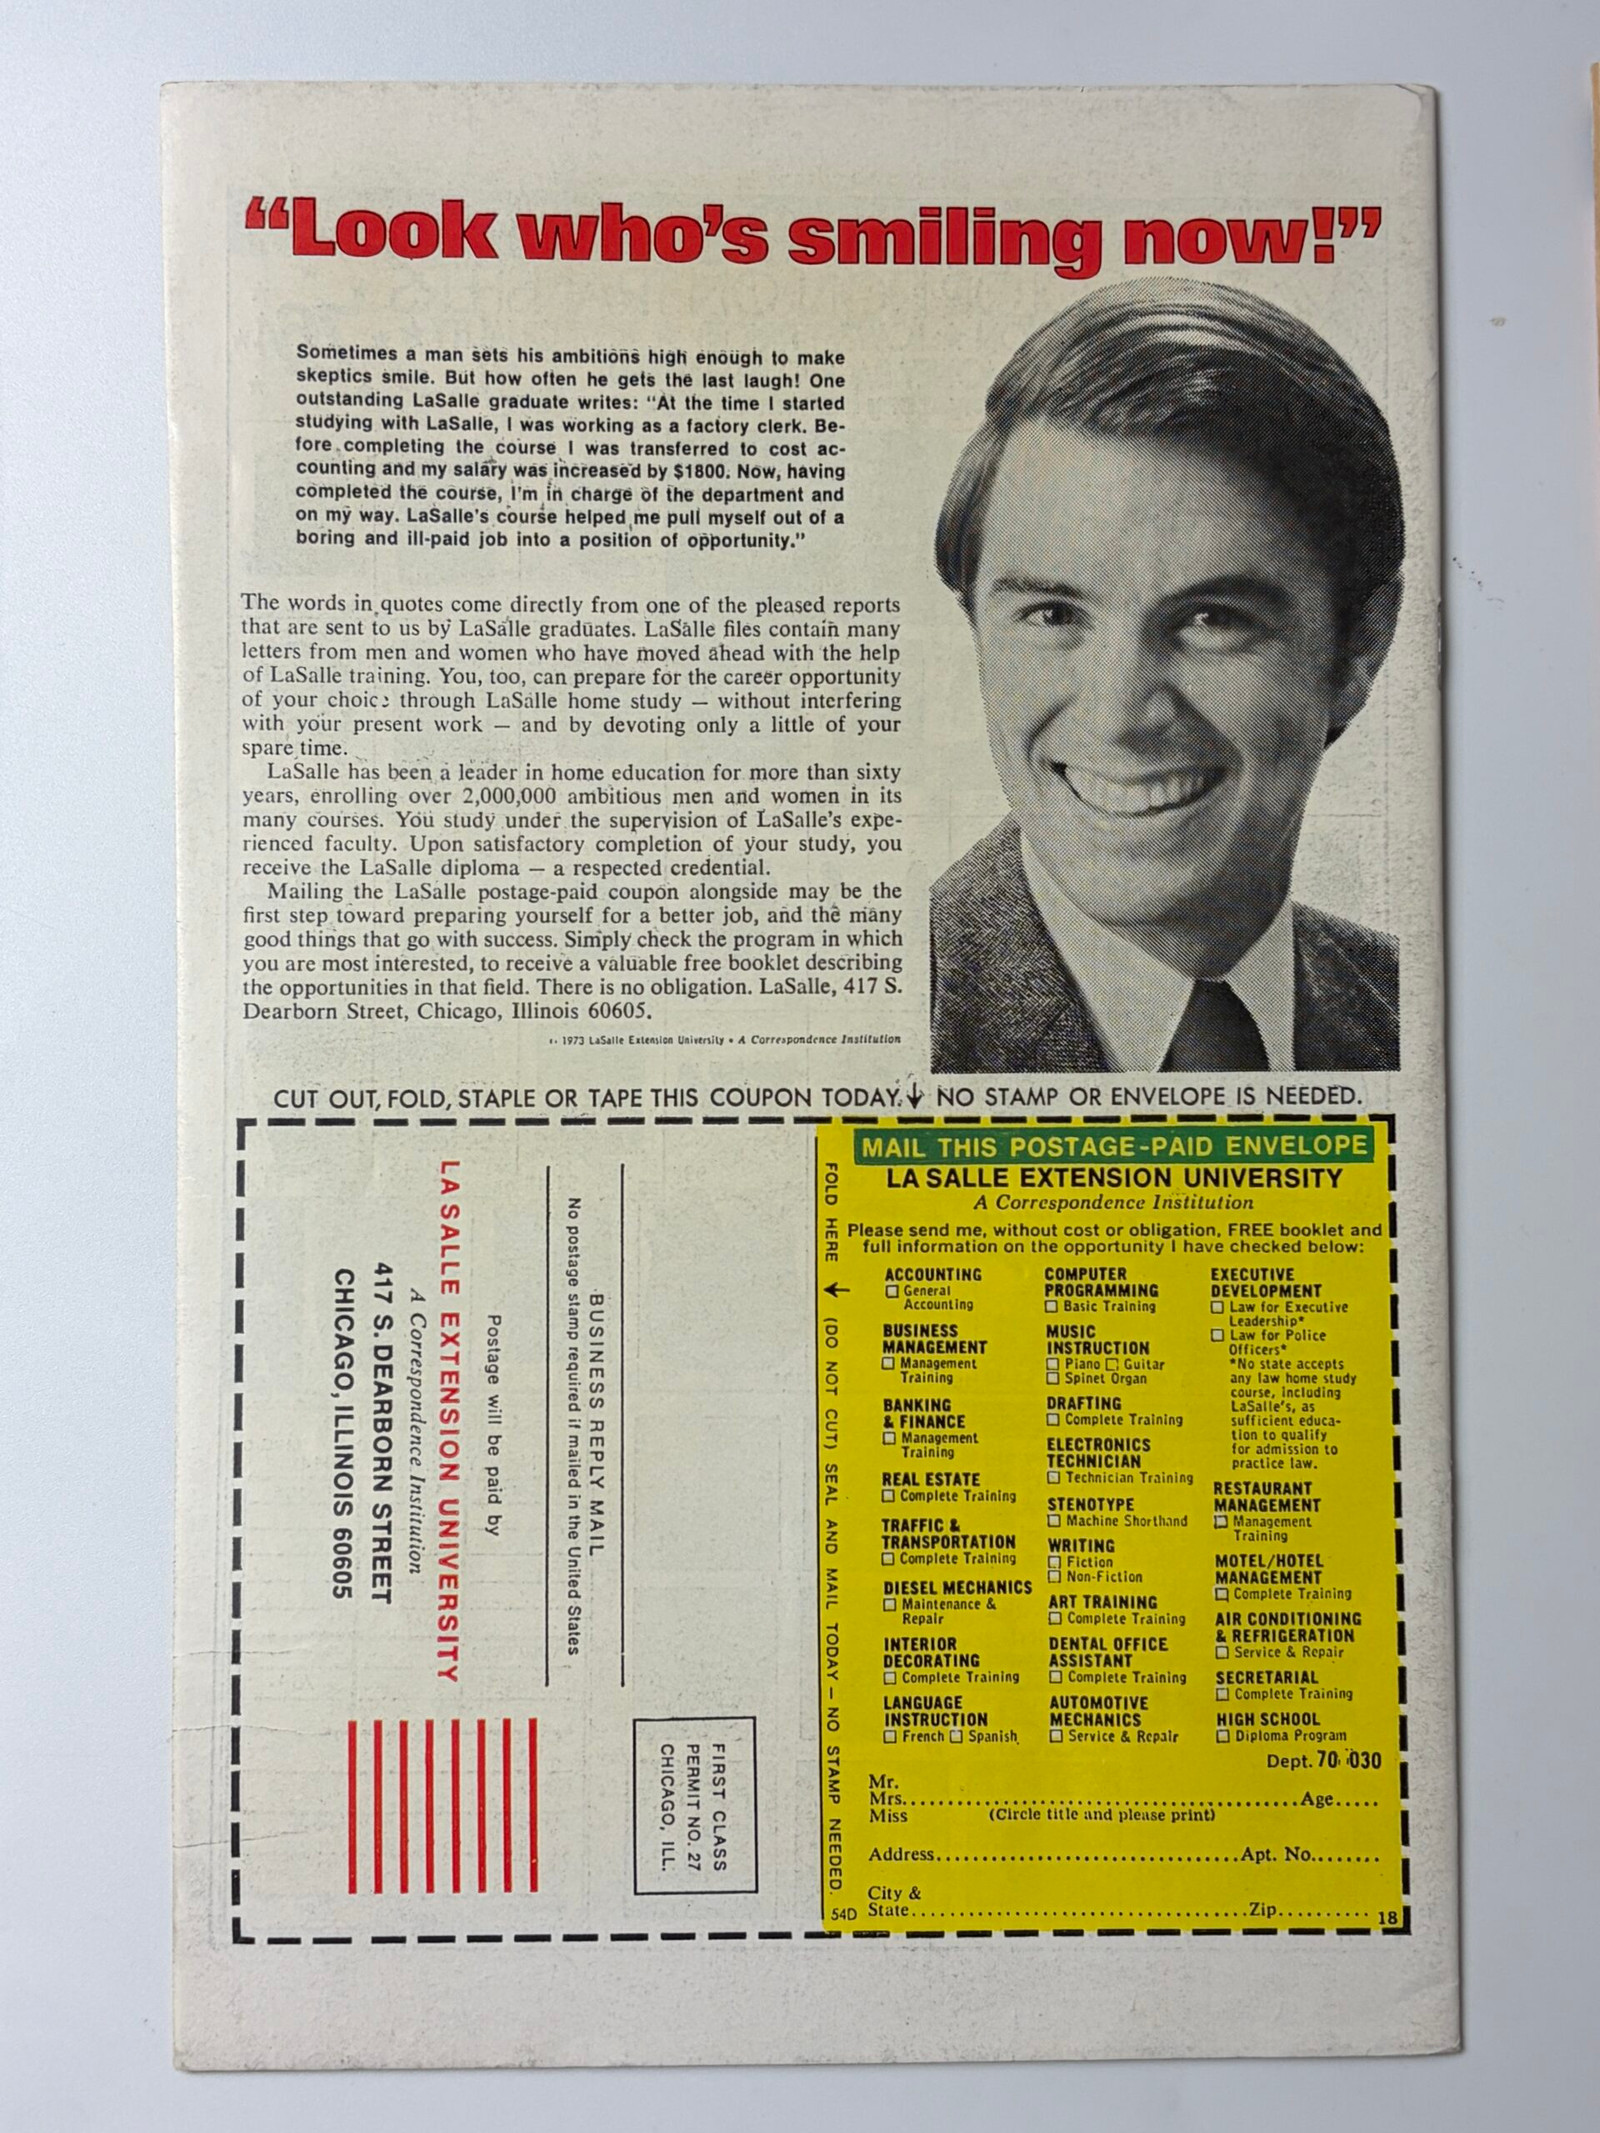 “Look who’s smiling now!”
Sometimes a man sets his ambitions high enough to make
skeptics smile. But how often he gets the last laugh! One
outstanding LaSalle graduate writes: “At the time I started
studying with LaSalle, I was working as a factory clerk. Be-
fore completing the course I was transferred to cost ac-
counting and my salary was increased by $1800. Now, having
completed the course, I’m in charge of the department and
on my way. LaSalle’s course helped me pull myself out of a
boring and ill-paid job into a position of opportunity.”
The words in quotes come directly from one of the pleased reports
that are sent to us by LaSalle graduates. LaSalle files contain many
letters from men and women who have moved ahead with the help
of LaSalle training. You, too, can prepare for the career opportunity
of your choice through LaSalle home study — without interfering
with your present work — and by devoting only a little of your
spare time.
LaSalle has been a leader in home education for more than sixty
years, enrolling over 2,000,000 ambitious men and women in its
many courses. You study under the supervision of LaSalle’s expe-
rienced faculty. Upon satisfactory completion of your study, you
receive the LaSalle diploma — a respected credential.
Mailing the LaSalle postage-paid coupon alongside may be the
first step toward preparing yourself for a better job, and the many
good things that go with success. Simply check the program in which
you are most interested, to receive a valuable free booklet describing
the opportunities in that field. There is no obligation. LaSalle, 417 S.
Dearborn Street, Chicago, Illinois 60605.
1973 LaSalle Extension University • A Correspondence Institution
CUT OUT, FOLD, STAPLE OR TAPE THIS COUPON TODAY. ↓ NO STAMP OR ENVELOPE IS NEEDED.
FIRST CLASS
PERMIT NO. 27
CHICAGO, ILL.
BUSINESS REPLY MAIL
No postage stamp required if mailed in the United States
Postage will be paid by
LA SALLE EXTENSION UNIVERSITY
A Correspondence Institution
417 S. DEARBORN STREET
CHICAGO, ILLINOIS 60605
FOLD HERE ↓ (DO NOT CUT) SEAL AND MAIL TODAY – NO STAMP NEEDED.
54D
MAIL THIS POSTAGE-PAID ENVELOPE
LA SALLE EXTENSION UNIVERSITY
A Correspondence Institution
Please send me, without cost or obligation, FREE booklet and
full information on the opportunity I have checked below:
ACCOUNTING
☐ General
Accounting
BUSINESS
MANAGEMENT
☐ Management
Training
BANKING
& FINANCE
☐ Management
Training
REAL ESTATE
☐ Complete Training
TRAFFIC &
TRANSPORTATION
☐ Complete Training
DIESEL MECHANICS
☐ Maintenance &
Repair
INTERIOR
DECORATING
☐ Complete Training
LANGUAGE
INSTRUCTION
☐ French ☐ Spanish
COMPUTER
PROGRAMMING
☐ Basic Training
MUSIC
INSTRUCTION
☐ Piano ☐ Guitar
☐ Spinet Organ
DRAFTING
☐ Complete Training
ELECTRONICS
TECHNICIAN
☐ Technician Training
STENOTYPE
☐ Machine Shorthand
WRITING
☐ Fiction
☐ Non-Fiction
ART TRAINING
☐ Complete Training
DENTAL OFFICE
ASSISTANT
☐ Complete Training
AUTOMOTIVE
MECHANICS
☐ Service & Repair
EXECUTIVE
DEVELOPMENT
☐ Law for Executive
Leadership*
☐ Law for Police
Officers*
*No state accepts
any law home study
course, including
LaSalle’s, as
sufficient educa-
tion to qualify
for admission to
practice law.
RESTAURANT
MANAGEMENT
☐ Management
Training
MOTEL/HOTEL
MANAGEMENT
☐ Complete Training
AIR CONDITIONING
& REFRIGERATION
☐ Service & Repair
SECRETARIAL
☐ Complete Training
HIGH SCHOOL
☐ Diploma Program
Dept.
Mr.
Mrs. Age
Miss (Circle title and please print)
Address Apt. No.
City &
State Zip
18